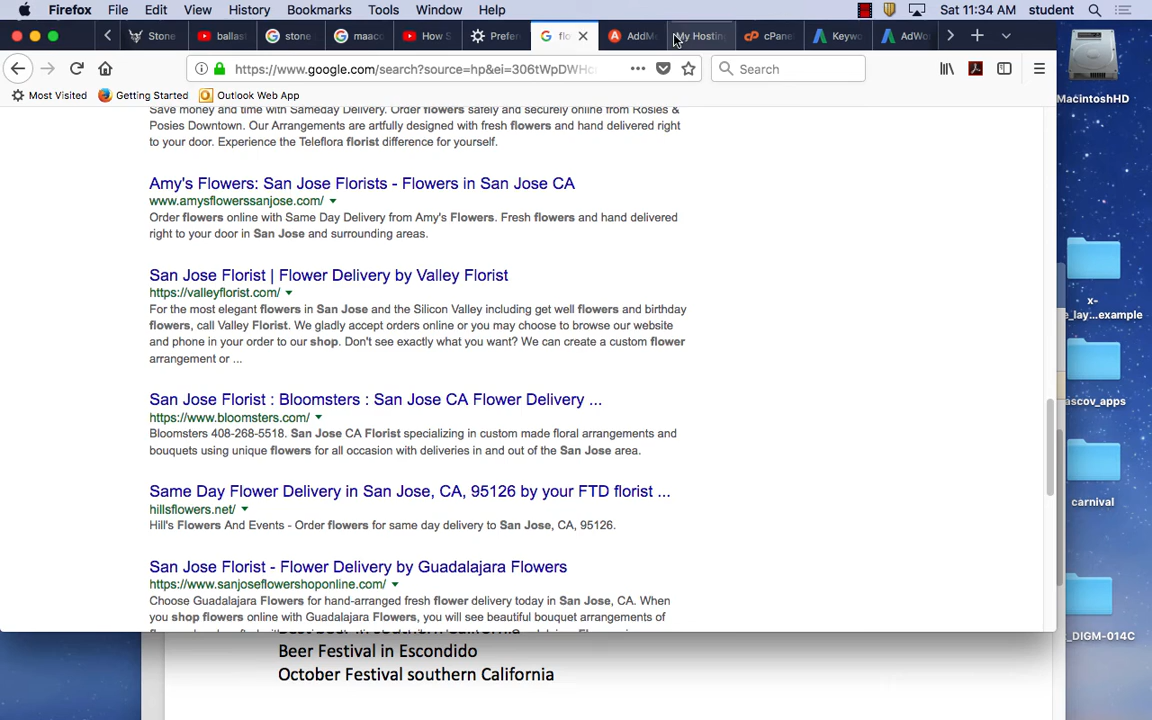 Firefox File Edit View History Bookmarks Tools Window Help Sat 11:34 AM student
Stone ballast stone maaco How S Prefer flo AddMe My Hosting cPane Keywo AdWo
https://www.google.com/search?source=hp&ei=306tWpDWHc Search
Most Visited Getting Started Outlook Web App
Save money and time with Sameday Delivery. Order flowers safely and securely online from Rosies &
Posies Downtown. Our Arrangements are artfully designed with fresh flowers and hand delivered right
to your door. Experience the Teleflora florist difference for yourself.
Amy's Flowers: San Jose Florists - Flowers in San Jose CA
www.amysflowerssanjose.com/
Order flowers online with Same Day Delivery from Amy's Flowers. Fresh flowers and hand delivered
right to your door in San Jose and surrounding areas.
San Jose Florist | Flower Delivery by Valley Florist
https://valleyflorist.com/
For the most elegant flowers in San Jose and the Silicon Valley including get well flowers and birthday
flowers, call Valley Florist. We gladly accept orders online or you may choose to browse our website
and phone in your order to our shop. Don't see exactly what you want? We can create a custom flower
arrangement or ...
San Jose Florist : Bloomsters : San Jose CA Flower Delivery ...
https://www.bloomsters.com/
Bloomsters 408-268-5518. San Jose CA Florist specializing in custom made floral arrangements and
bouquets using unique flowers for all occasion with deliveries in and out of the San Jose area.
Same Day Flower Delivery in San Jose, CA, 95126 by your FTD florist ...
hillsflowers.net/
Hill's Flowers And Events - Order flowers for same day delivery to San Jose, CA, 95126.
San Jose Florist - Flower Delivery by Guadalajara Flowers
https://www.sanjoseflowershoponline.com/
Choose Guadalajara Flowers for hand-arranged fresh flower delivery today in San Jose, CA. When
you shop flowers online with Guadalajara Flowers, you will see beautiful bouquet arrangements of
Beer Festival in Escondido
October Festival southern California
MacintoshHD
x-
e_lay...example
ascov_apps
carnival
_DIGM-014C